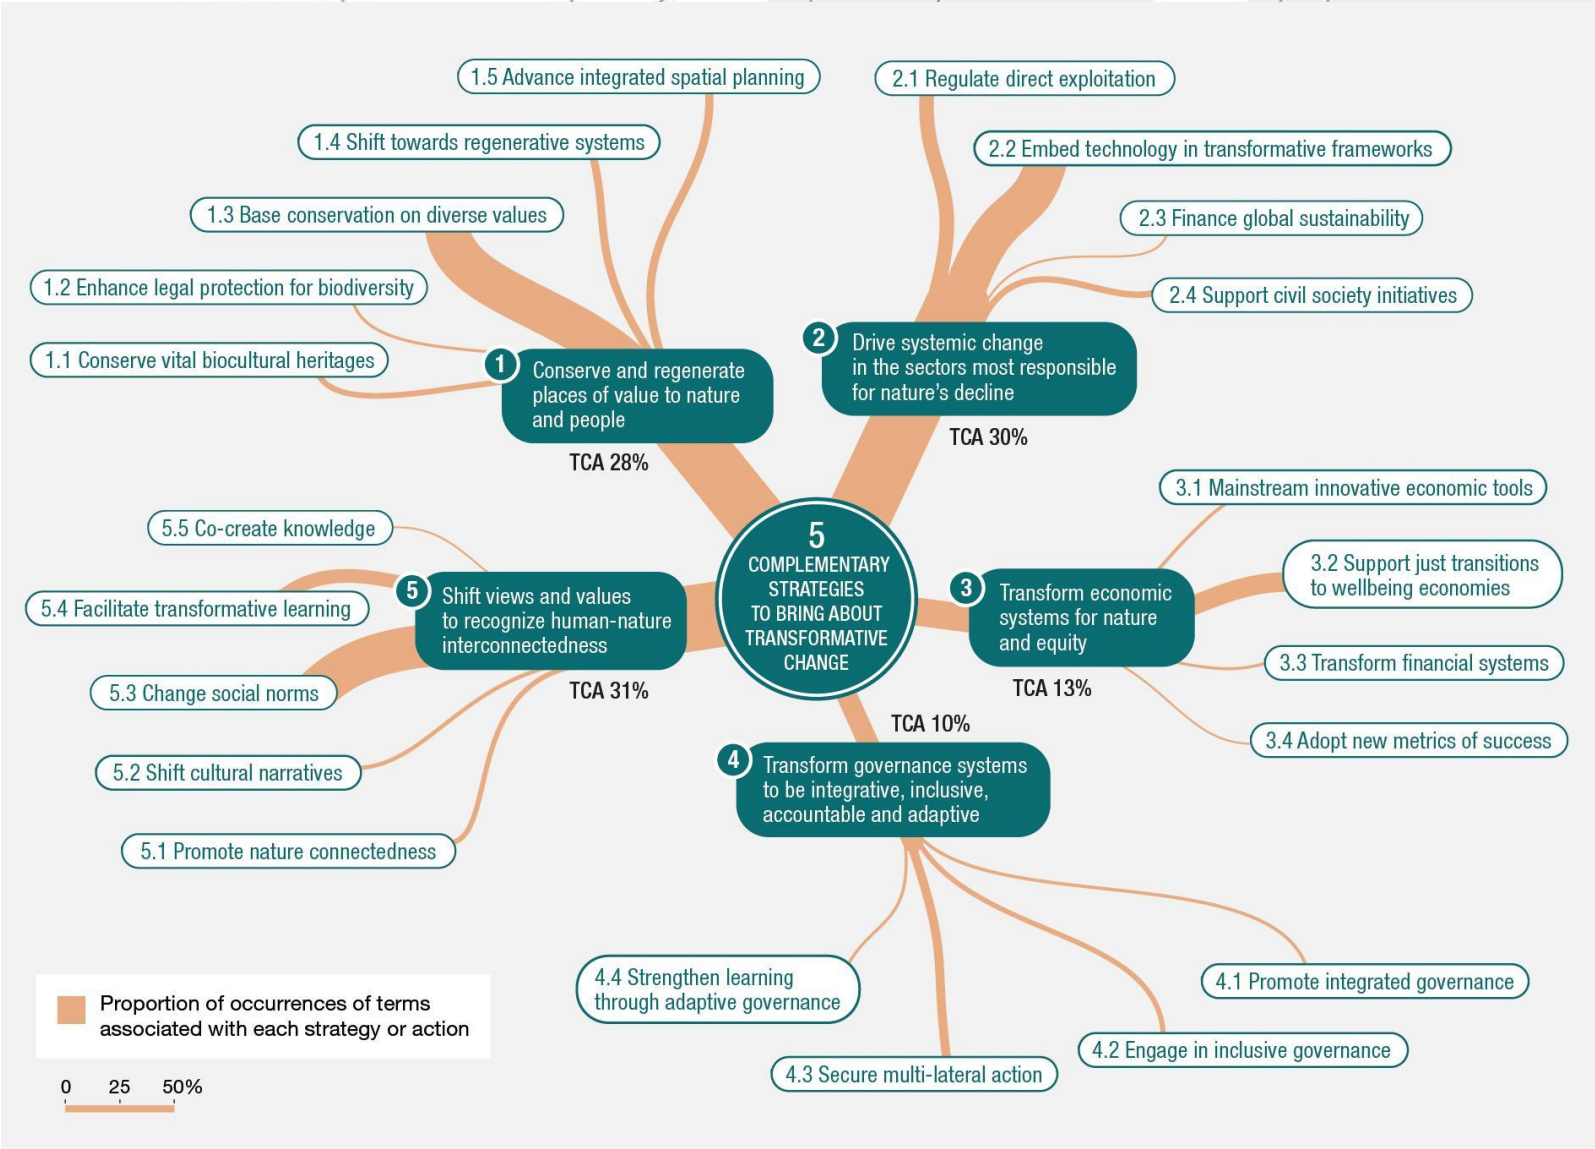 1.5 Advance integrated spatial planning
1.4 Shift towards regenerative systems
1.3 Base conservation on diverse values
1.2 Enhance legal protection for biodiversity
1.1 Conserve vital biocultural heritages
1
Conserve and regenerate
places of value to nature
and people
TCA 28%
2.1 Regulate direct exploitation
2.2 Embed technology in transformative frameworks
2.3 Finance global sustainability
2.4 Support civil society initiatives
2
Drive systemic change
in the sectors most responsible
for nature's decline
TCA 30%
5
COMPLEMENTARY
STRATEGIES
TO BRING ABOUT
TRANSFORMATIVE
CHANGE
3.1 Mainstream innovative economic tools
3.2 Support just transitions
to wellbeing economies
3.3 Transform financial systems
3.4 Adopt new metrics of success
3
Transform economic
systems for nature
and equity
TCA 13%
5.5 Co-create knowledge
5.4 Facilitate transformative learning
5.3 Change social norms
5.2 Shift cultural narratives
5.1 Promote nature connectedness
5
Shift views and values
to recognize human-nature
interconnectedness
TCA 31%
TCA 10%
4
Transform governance systems
to be integrative, inclusive,
accountable and adaptive
4.4 Strengthen learning
through adaptive governance
4.3 Secure multi-lateral action
4.2 Engage in inclusive governance
4.1 Promote integrated governance
Proportion of occurrences of terms
associated with each strategy or action
0 25 50%